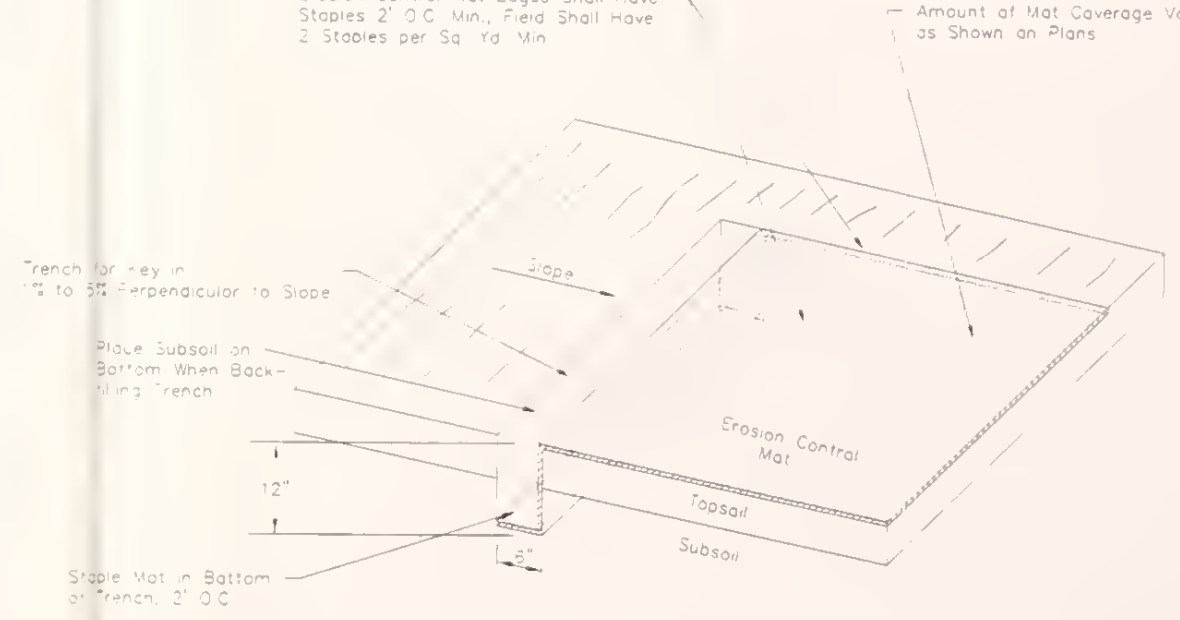 Staples 2' O.C. Min., Field Shall Have
2 Staples per Sq Yd Min
Amount of Mat Coverage
as Shown on Plans
Trench for Key in
to 5% Perpendicular to Slope
Slope
Place Subsoil on
Bottom When Back-
filling Trench
Erosion Control
Mat
12"
Topsoil
Subsoil
Staple Mat in Bottom
of Trench, 2' O.C.